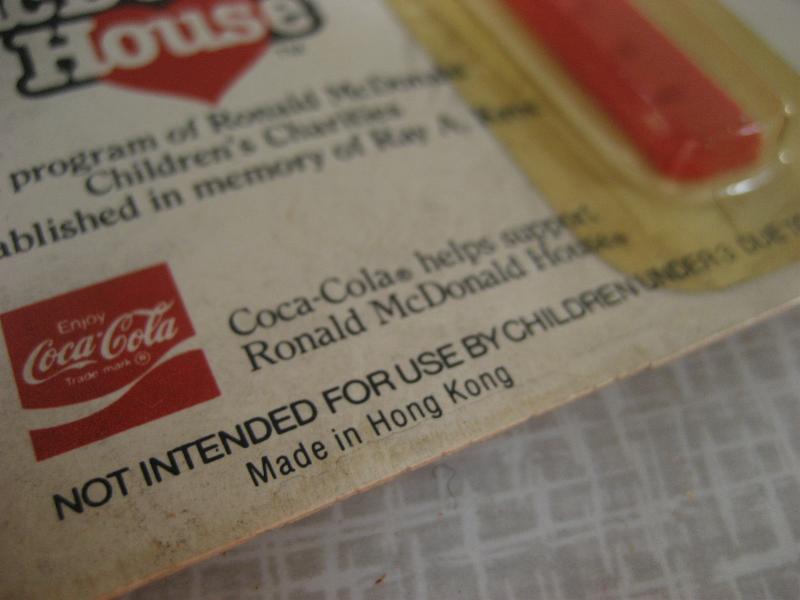 House
TM
program of Ronald McDonald
Children's Charities
ablished in memory of Ray A. Kroc
Enjoy
Coca-Cola
Trade mark ®
Coca-Cola® helps support
Ronald McDonald House®
NOT INTENDED FOR USE BY CHILDREN UNDER 3 DUE TO
Made in Hong Kong